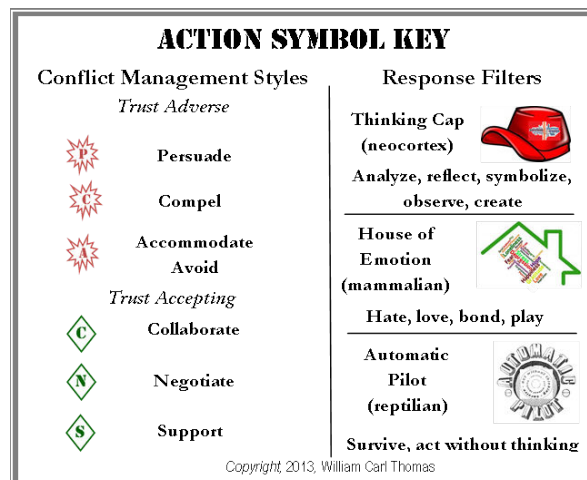 ACTION SYMBOL KEY
Conflict Management Styles
Trust Adverse
P Persuade
C Compel
A Accommodate
Avoid
Trust Accepting
C Collaborate
N Negotiate
S Support
Response Filters
Thinking Cap
(neocortex)
Analyze, reflect, symbolize,
observe, create
House of
Emotion
(mammalian)
Hate, love, bond, play
Automatic
Pilot
(reptilian)
AUTOMATIC
PILOT
Survive, act without thinking
Copyright, 2013, William Carl Thomas